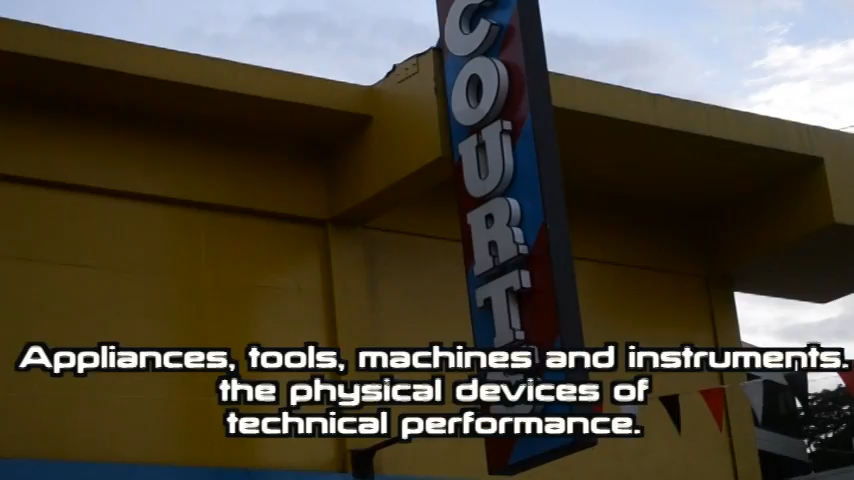 COURTS
Appliances, tools, machines and instruments.
the physical devices of
technical performance.